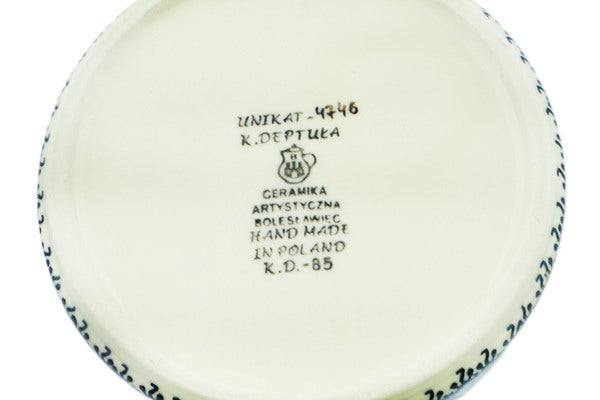 UNIKAT-4746
K.DEPTUŁA
CERAMIKA
ARTYSTYCZNA
BOLESŁAWIEC
HAND MADE
IN POLAND
K.D.-85